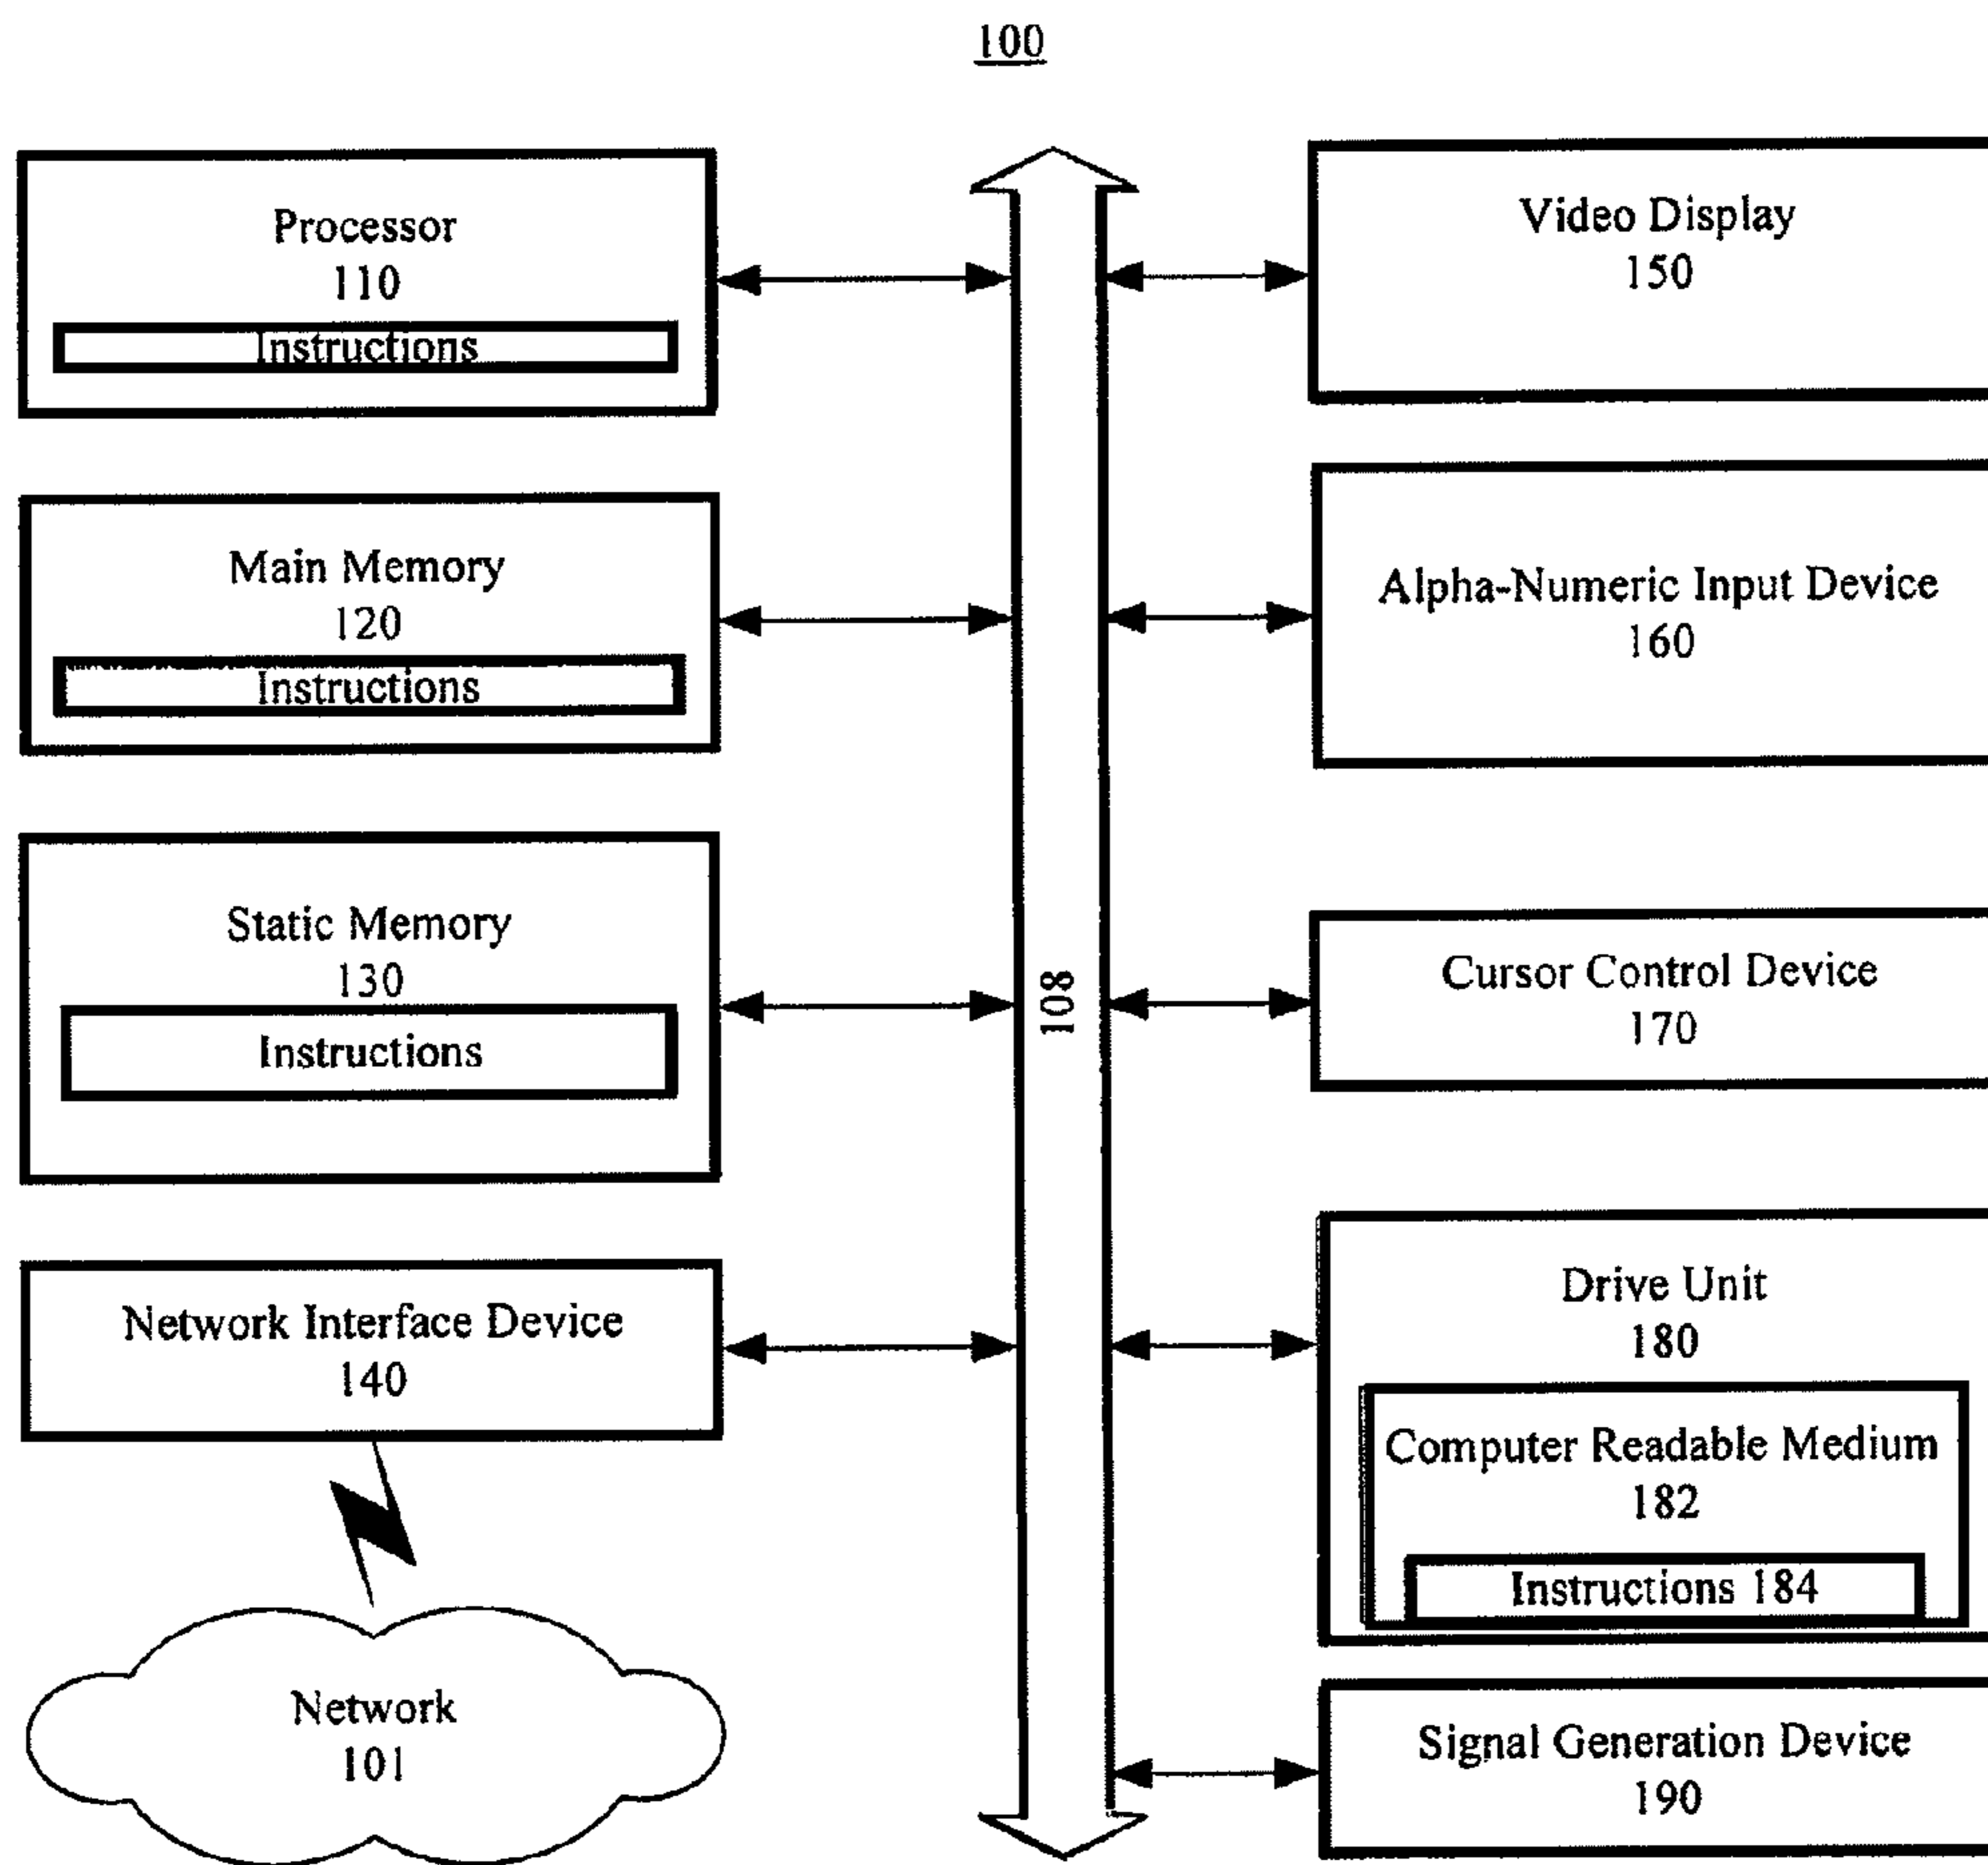 100
Processor
110
Instructions
Main Memory
120
Instructions
Static Memory
130
Instructions
Network Interface Device
140
Network
101
108
Video Display
150
Alpha-Numeric Input Device
160
Cursor Control Device
170
Drive Unit
180
Computer Readable Medium
182
Instructions 184
Signal Generation Device
190